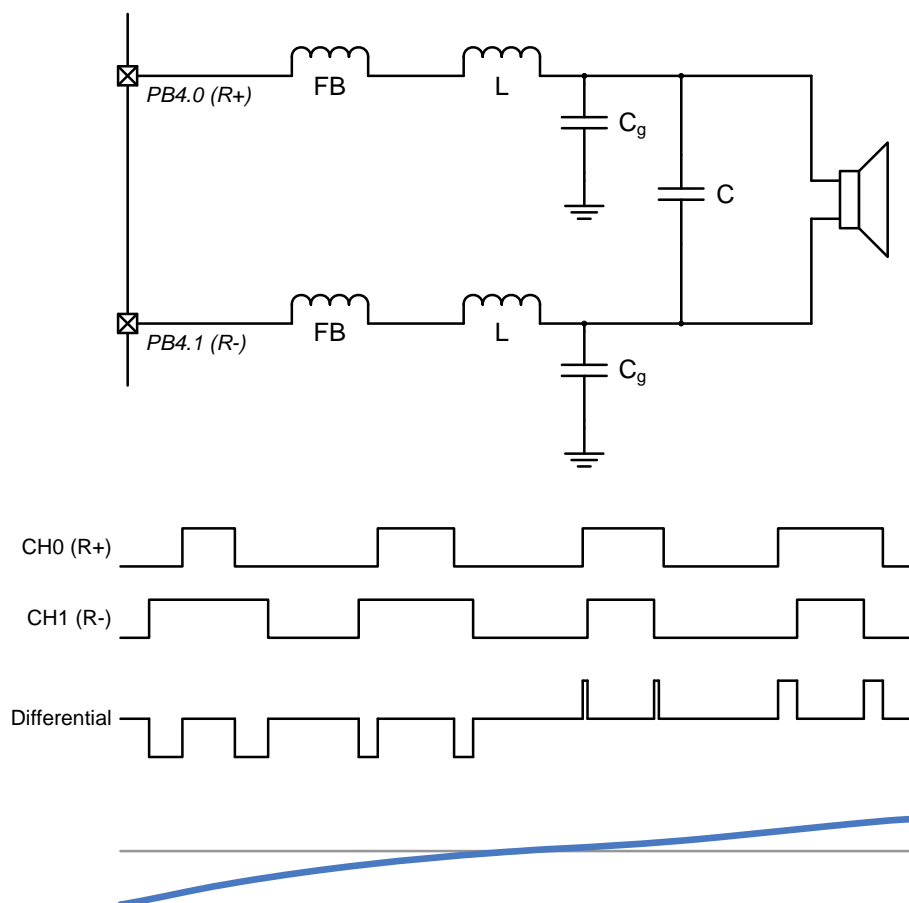 PB4.0 (R+)
FB
L
Cg
C
PB4.1 (R-)
FB
L
Cg
CH0 (R+)
CH1 (R-)
Differential